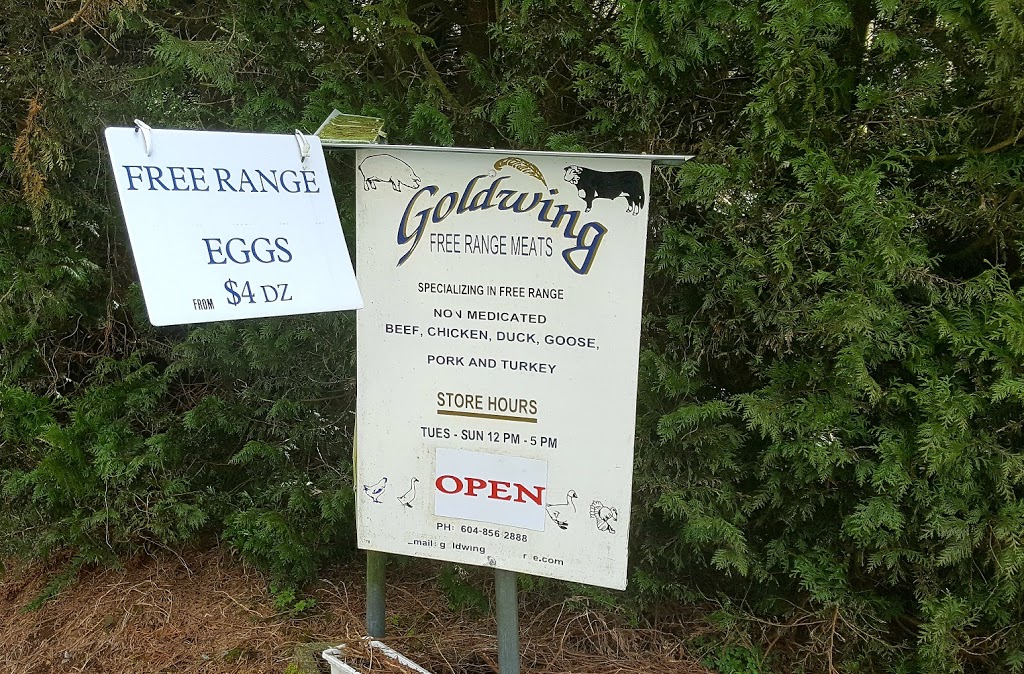 FREE RANGE
EGGS
FROM $4 DZ
Goldwing
FREE RANGE MEATS
SPECIALIZING IN FREE RANGE
NON MEDICATED
BEEF, CHICKEN, DUCK, GOOSE,
PORK AND TURKEY
STORE HOURS
TUES - SUN 12 PM - 5 PM
OPEN
PH: 604-856 2888